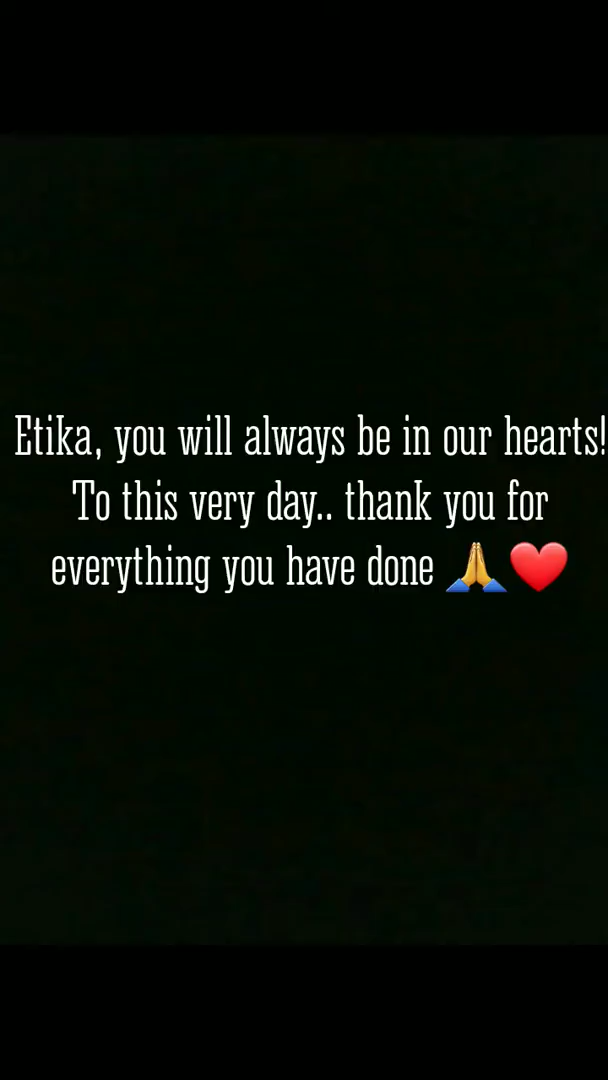 Etika, you will always be in our hearts!
To this very day.. thank you for
everything you have done 🙏❤️